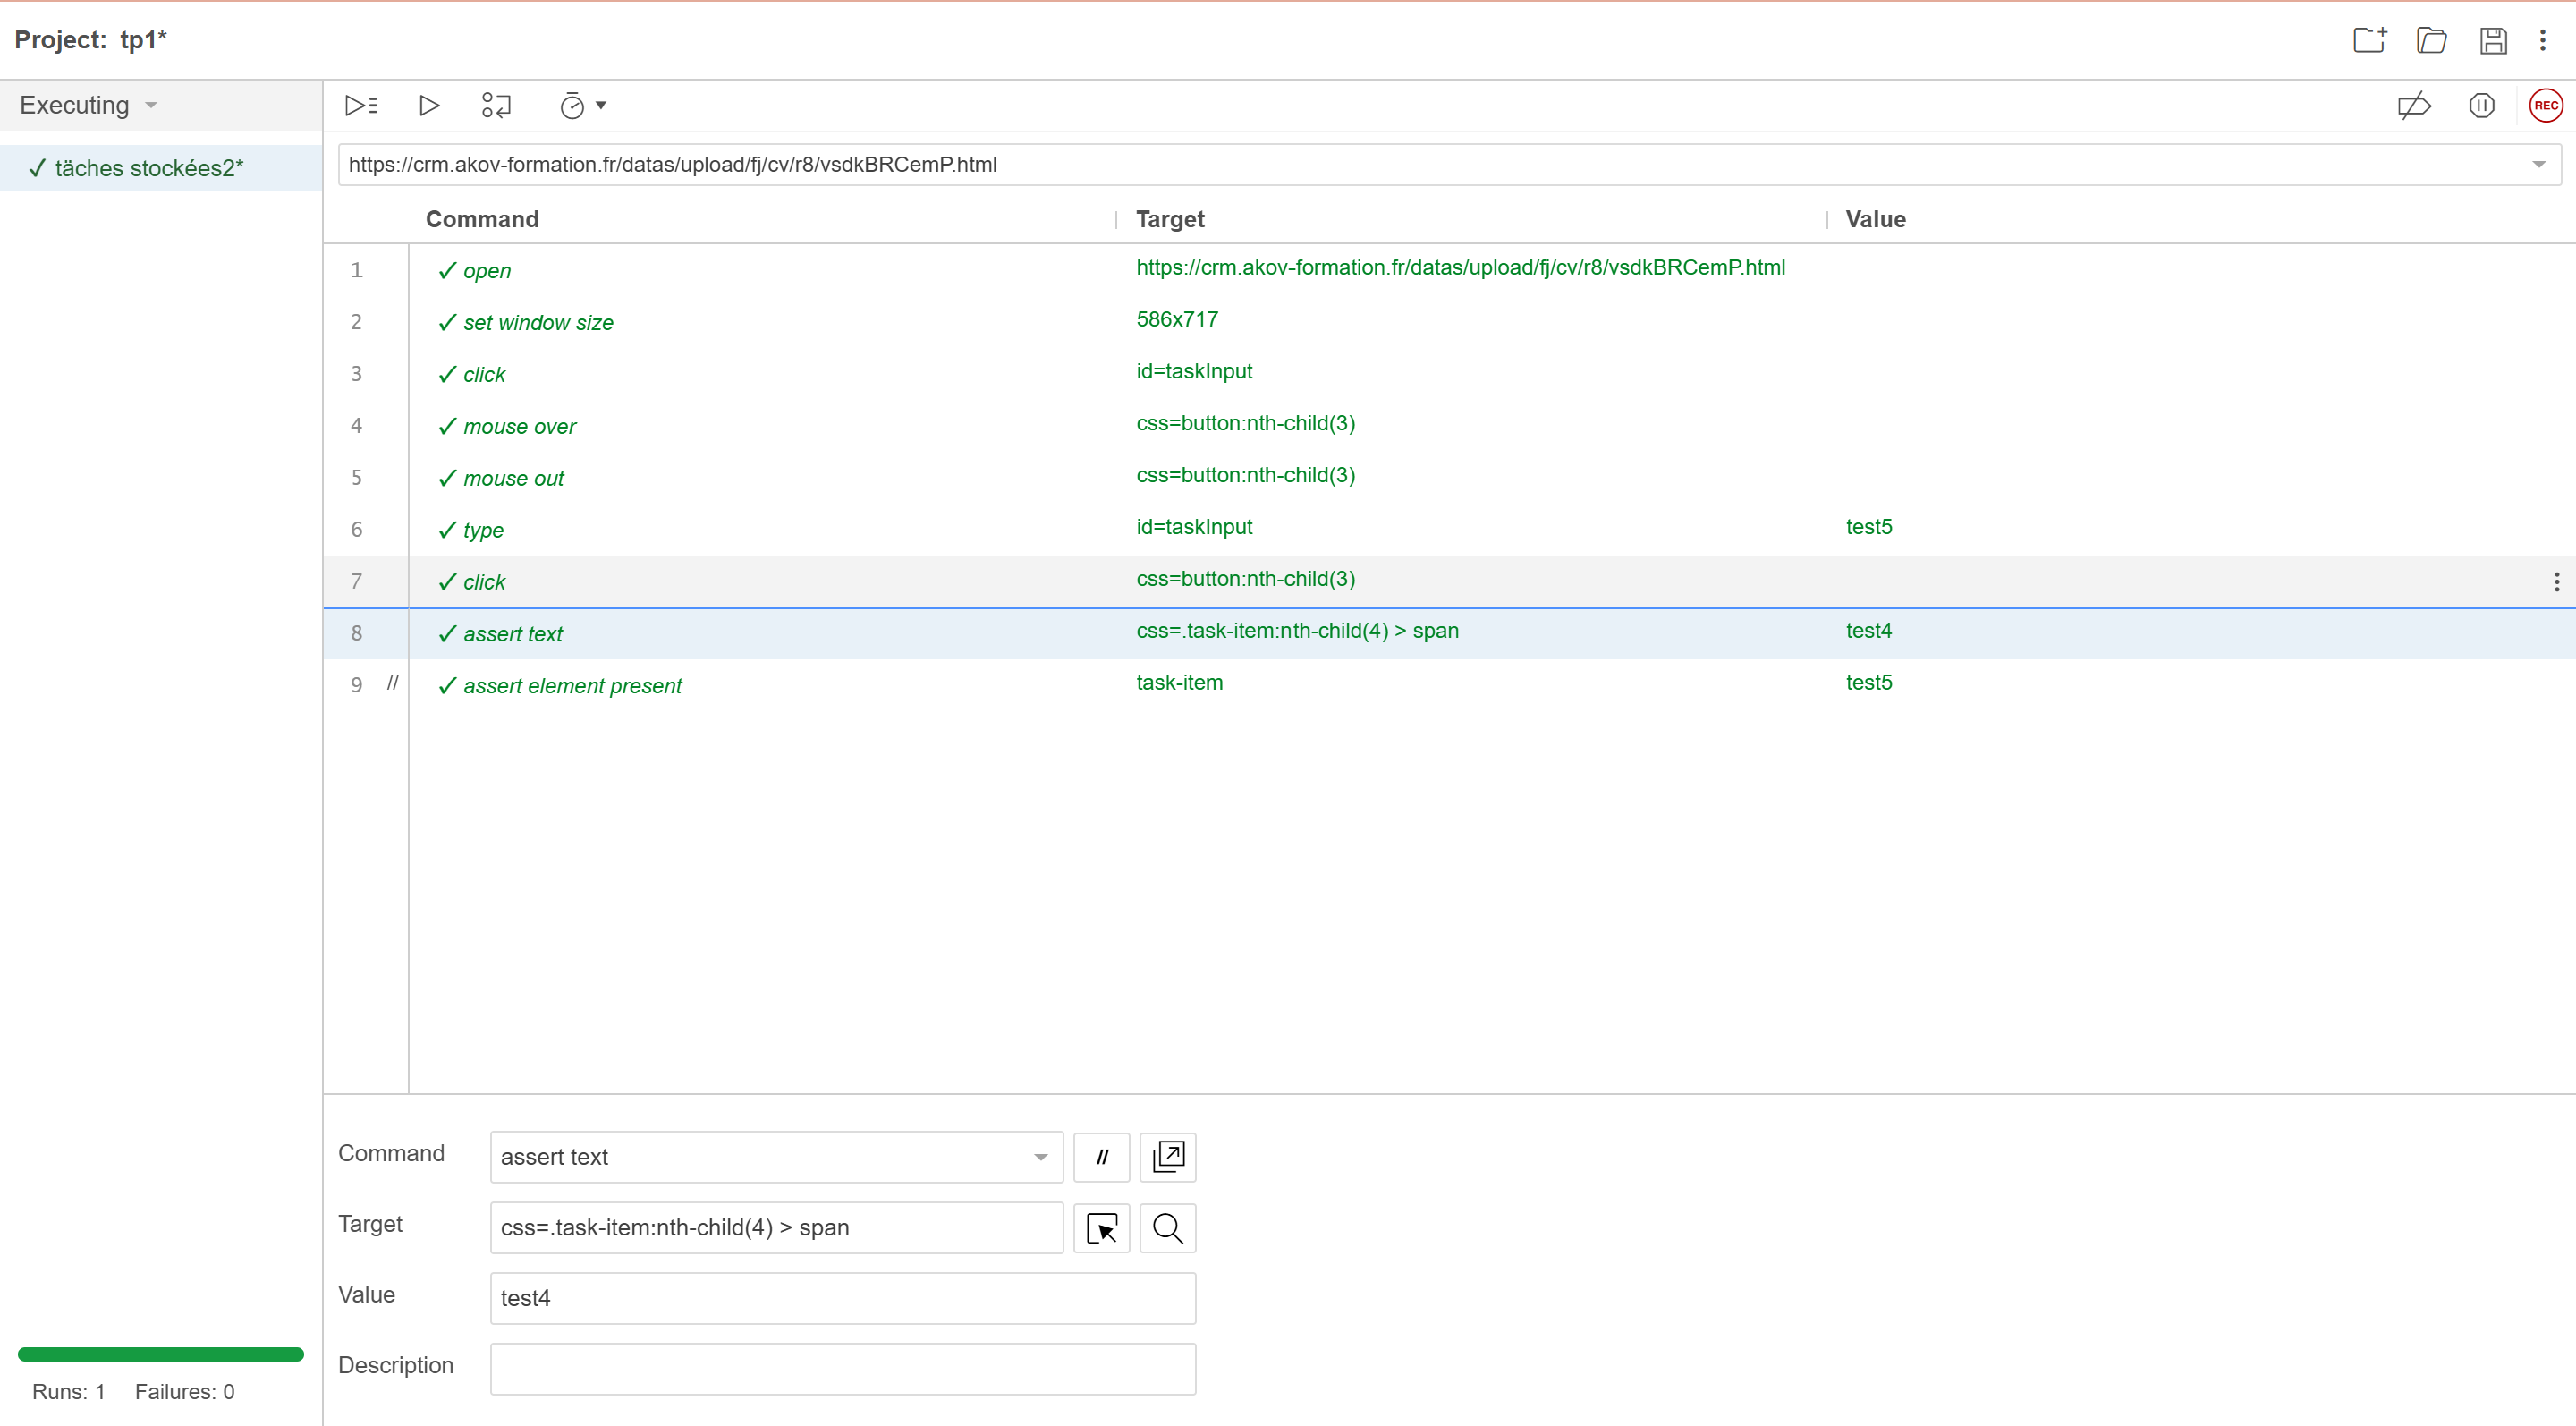 Project: tp1*
Executing
REC
✓ täches stockées2*
https://crm.akov-formation.fr/datas/upload/fj/cv/r8/vsdkBRCemP.html
Command Target Value
1 ✓ open https://crm.akov-formation.fr/datas/upload/fj/cv/r8/vsdkBRCemP.html
2 ✓ set window size 586x717
3 ✓ click id=taskInput
4 ✓ mouse over css=button:nth-child(3)
5 ✓ mouse out css=button:nth-child(3)
6 ✓ type id=taskInput test5
7 ✓ click css=button:nth-child(3)
8 ✓ assert text css=.task-item:nth-child(4) > span test4
9 // ✓ assert element present task-item test5
Command assert text //
Target css=.task-item:nth-child(4) > span
Value test4
Description
Runs: 1 Failures: 0